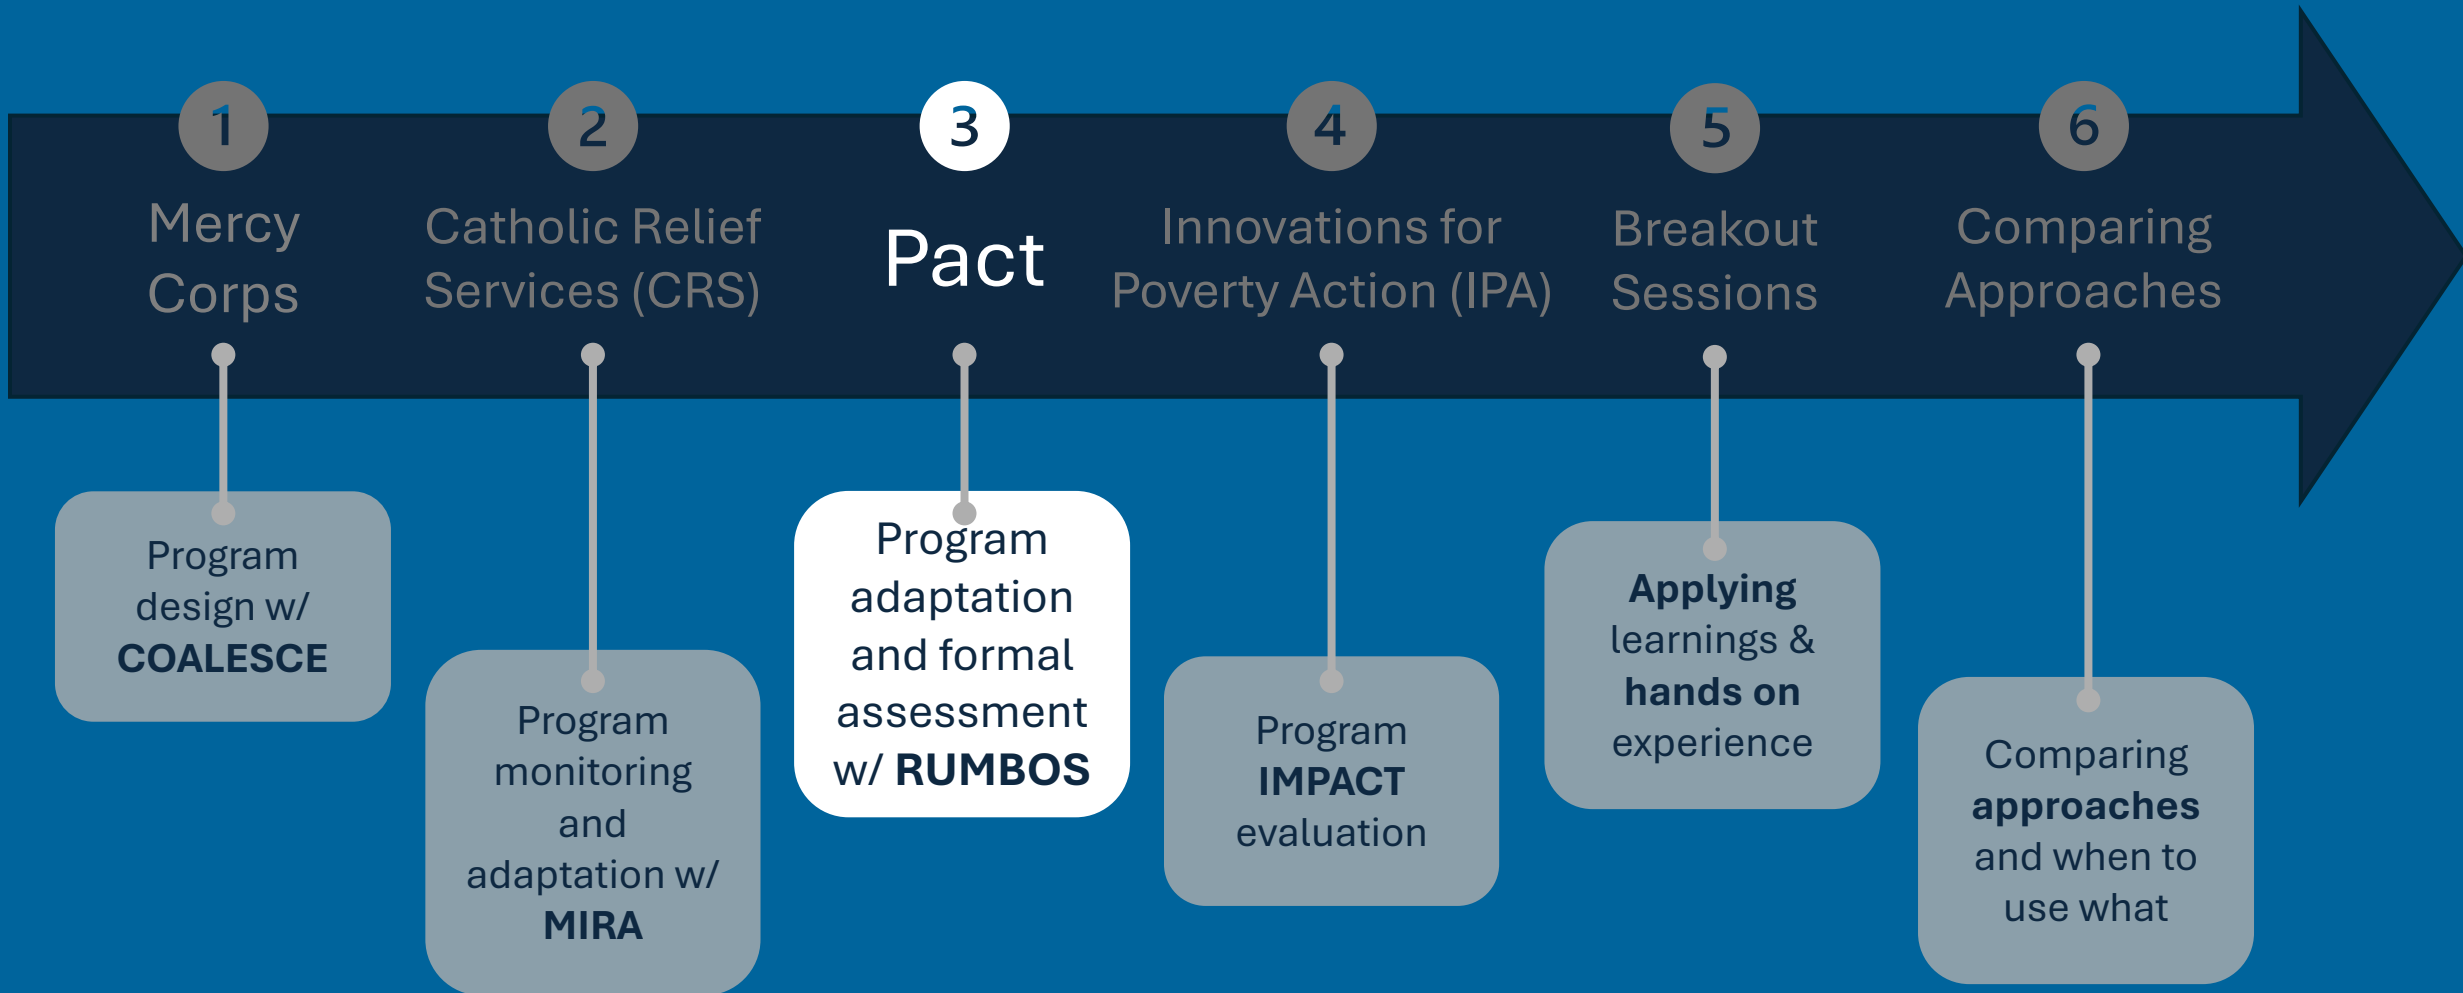 1
Mercy
Corps
Program
design w/
COALESCE
2
Catholic Relief
Services (CRS)
Program
monitoring
and
adaptation w/
MIRA
3
Pact
Program
adaptation
and formal
assessment
w/ RUMBOS
4
Innovations for
Poverty Action (IPA)
Program
IMPACT
evaluation
5
Breakout
Sessions
Applying
learnings &
hands on
experience
6
Comparing
Approaches
Comparing
approaches
and when to
use what